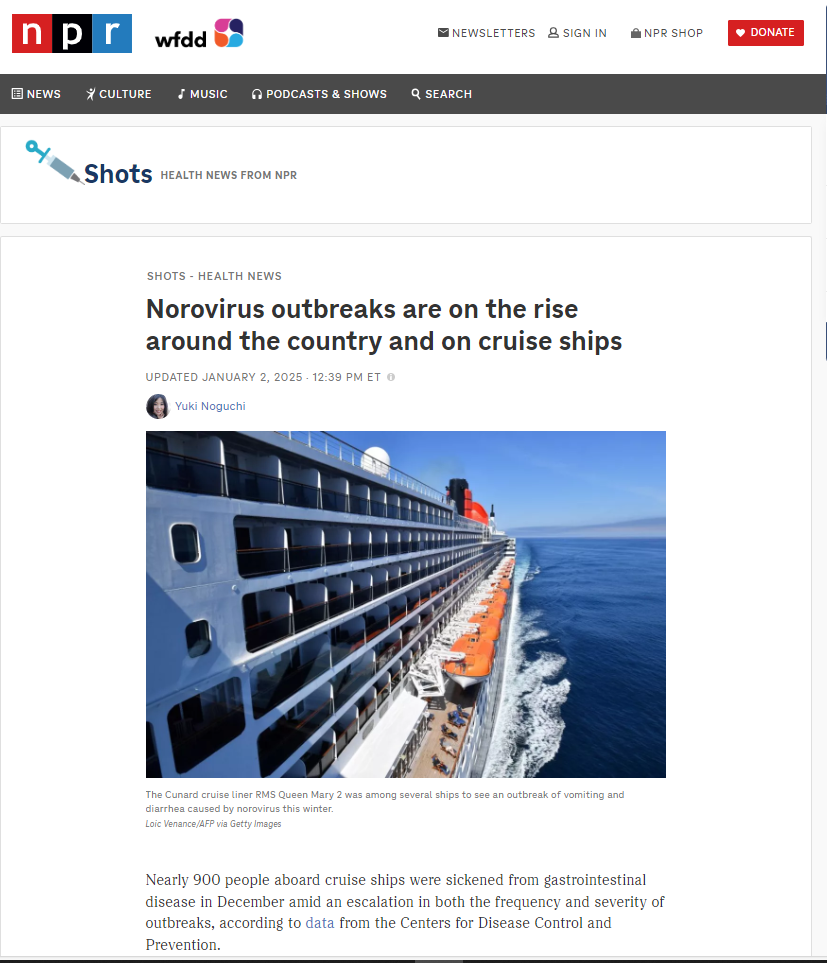 npr
wfdd
NEWSLETTERS
SIGN IN
NPR SHOP
DONATE
NEWS
CULTURE
MUSIC
PODCASTS & SHOWS
SEARCH
Shots
HEALTH NEWS FROM NPR
SHOTS - HEALTH NEWS
Norovirus outbreaks are on the rise
around the country and on cruise ships
UPDATED JANUARY 2, 2025 · 12:39 PM ET
Yuki Noguchi
The Cunard cruise liner RMS Queen Mary 2 was among several ships to see an outbreak of vomiting and
diarrhea caused by norovirus this winter.
Loic Venance/AFP via Getty Images
Nearly 900 people aboard cruise ships were sickened from gastrointestinal
disease in December amid an escalation in both the frequency and severity of
outbreaks, according to data from the Centers for Disease Control and
Prevention.